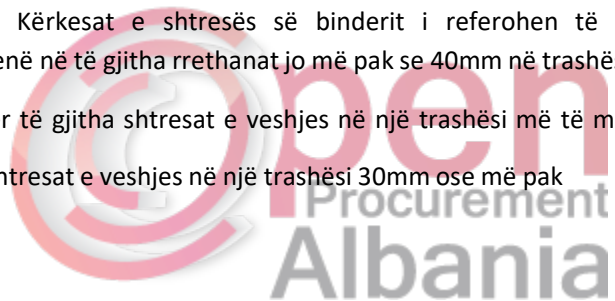 Kërkesat e shtresës së binderit i referohen të
enë në të gjitha rrethanat jo më pak se 40mm në trashë
r të gjitha shtresat e veshjes në një trashësi më të m
htresat e veshjes në një trashësi 30mm ose më pak
Open
Procurement
Albania